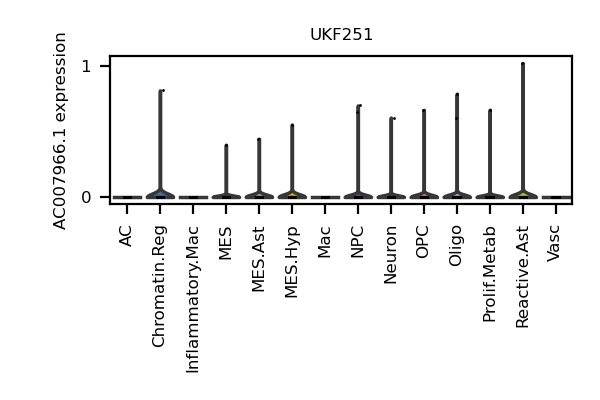 UKF251
AC007966.1 expression
1
0
AC
Chromatin.Reg
Inflammatory.Mac
MES
MES.Ast
MES.Hyp
Mac
NPC
Neuron
OPC
Oligo
Prolif.Metab
Reactive.Ast
Vasc